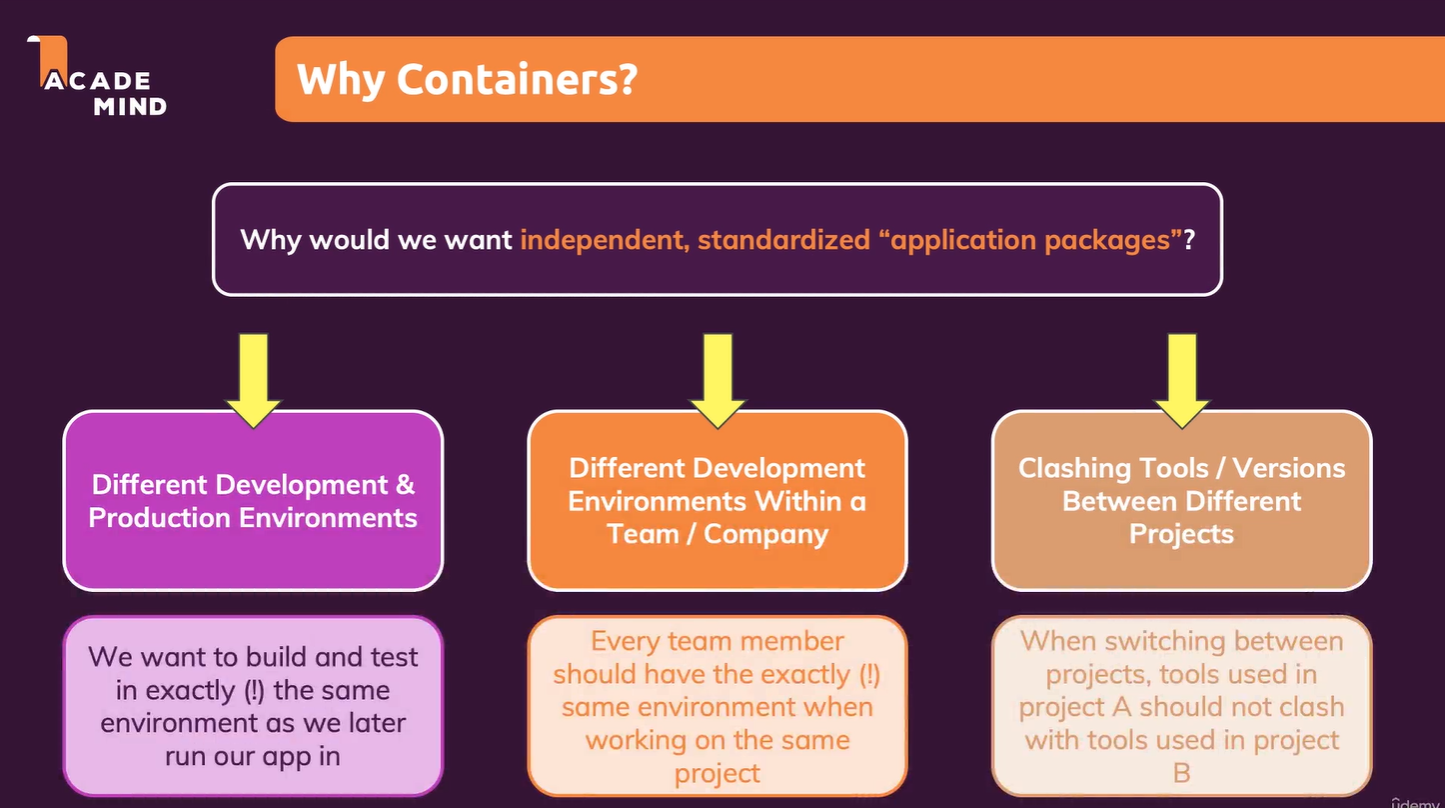 ACADE
MIND
Why Containers?
Why would we want independent, standardized “application packages”?
Different Development &
Production Environments
We want to build and test
in exactly (!) the same
environment as we later
run our app in
Different Development
Environments Within a
Team / Company
Every team member
should have the exactly (!)
same environment when
working on the same
project
Clashing Tools / Versions
Between Different
Projects
When switching between
projects, tools used in
project A should not clash
with tools used in project
B
udemy